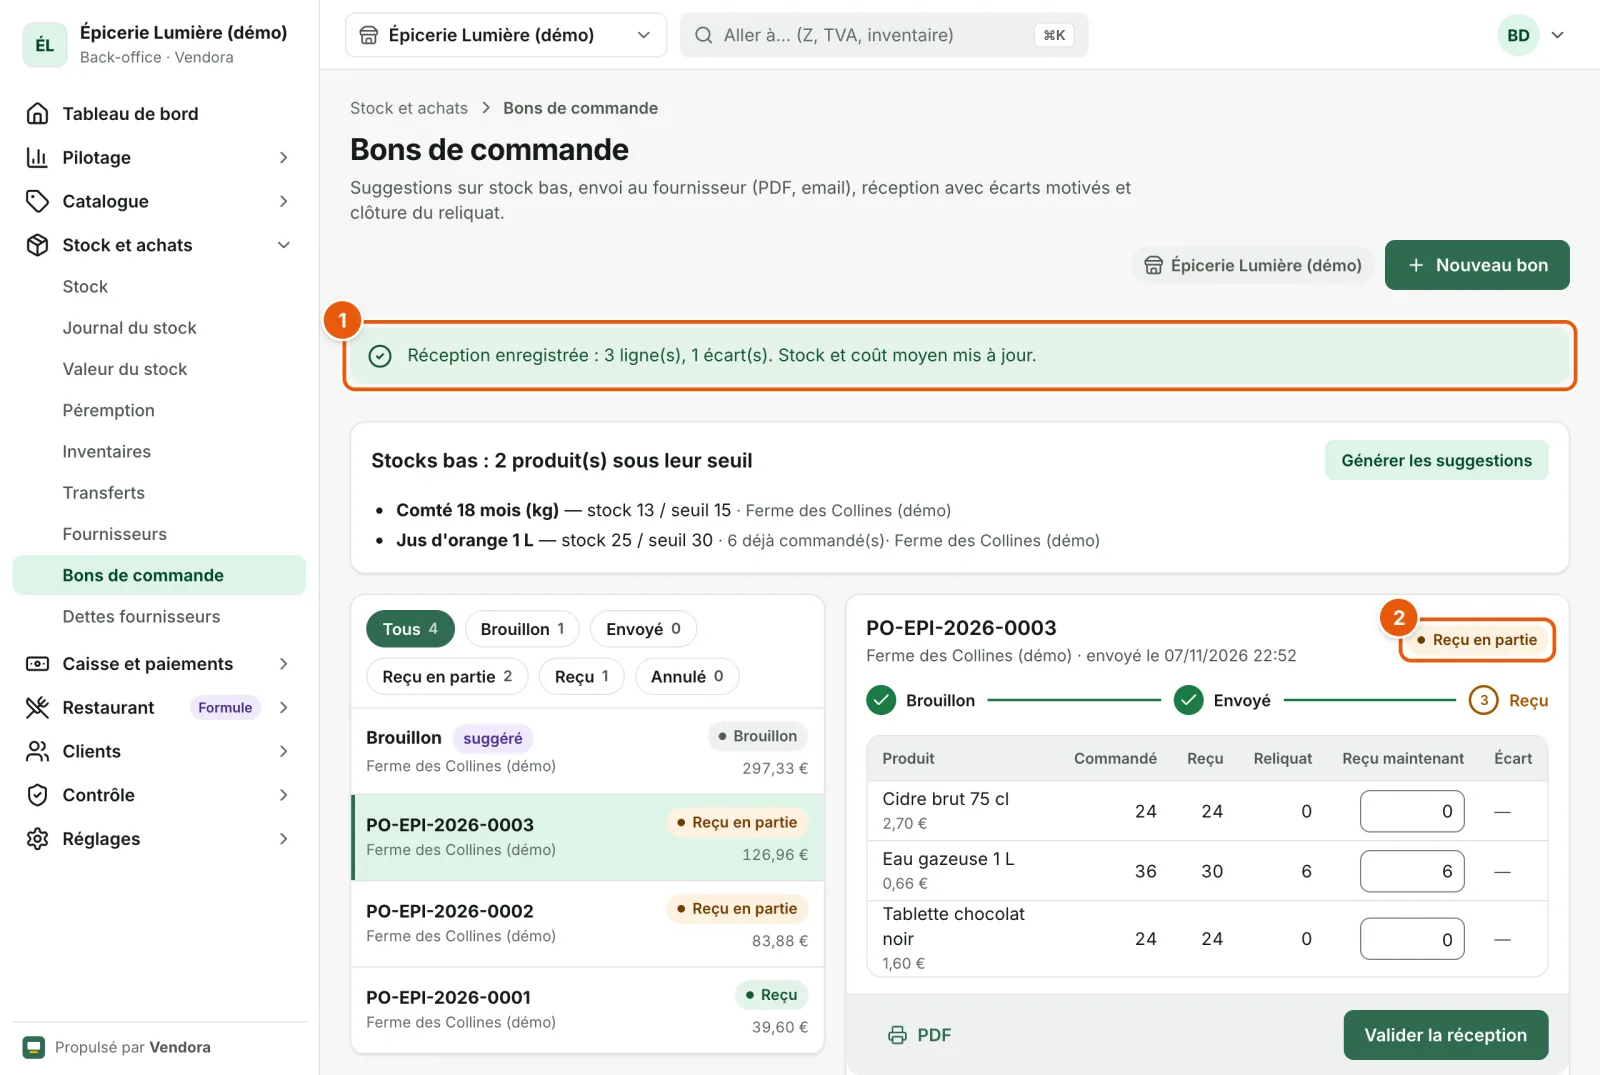 ÉL
Épicerie Lumière (démo)
Back-office · Vendora
Tableau de bord
Pilotage
Catalogue
Stock et achats
Stock
Journal du stock
Valeur du stock
Péremption
Inventaires
Transferts
Fournisseurs
Bons de commande
Dettes fournisseurs
Caisse et paiements
Restaurant Formule
Clients
Contrôle
Réglages
Propulsé par Vendora
Épicerie Lumière (démo)
Aller à... (Z, TVA, inventaire) ⌘K
BD
Stock et achats > Bons de commande
Bons de commande
Suggestions sur stock bas, envoi au fournisseur (PDF, email), réception avec écarts motivés et
clôture du reliquat.
Épicerie Lumière (démo)
+ Nouveau bon
1
Réception enregistrée : 3 ligne(s), 1 écart(s). Stock et coût moyen mis à jour.
Stocks bas : 2 produit(s) sous leur seuil
Générer les suggestions
• Comté 18 mois (kg) — stock 13 / seuil 15 · Ferme des Collines (démo)
• Jus d'orange 1 L — stock 25 / seuil 30 · 6 déjà commandé(s)· Ferme des Collines (démo)
Tous 4 Brouillon 1 Envoyé 0
Reçu en partie 2 Reçu 1 Annulé 0
Brouillon suggéré • Brouillon
Ferme des Collines (démo) 297,33 €
PO-EPI-2026-0003 • Reçu en partie
Ferme des Collines (démo) 126,96 €
PO-EPI-2026-0002 • Reçu en partie
Ferme des Collines (démo) 83,88 €
PO-EPI-2026-0001 • Reçu
Ferme des Collines (démo) 39,60 €
PO-EPI-2026-0003
2
• Reçu en partie
Ferme des Collines (démo) · envoyé le 07/11/2026 22:52
Brouillon Envoyé 3 Reçu
Produit Commandé Reçu Reliquat Reçu maintenant Écart
Cidre brut 75 cl
2,70 €
24 24 0 0 —
Eau gazeuse 1 L
0,66 €
36 30 6 6 —
Tablette chocolat
noir
1,60 €
24 24 0 0 —
PDF
Valider la réception